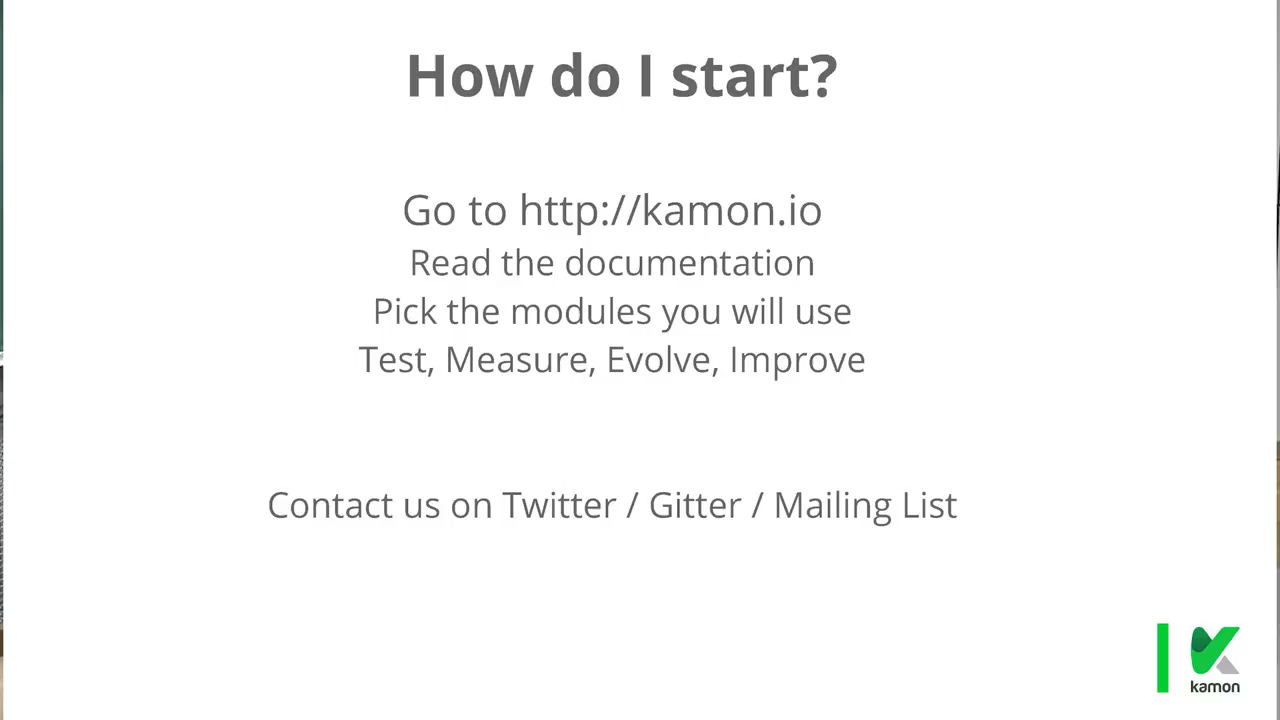 How do I start?
Go to http://kamon.io
Read the documentation
Pick the modules you will use
Test, Measure, Evolve, Improve
Contact us on Twitter / Gitter / Mailing List
kamon